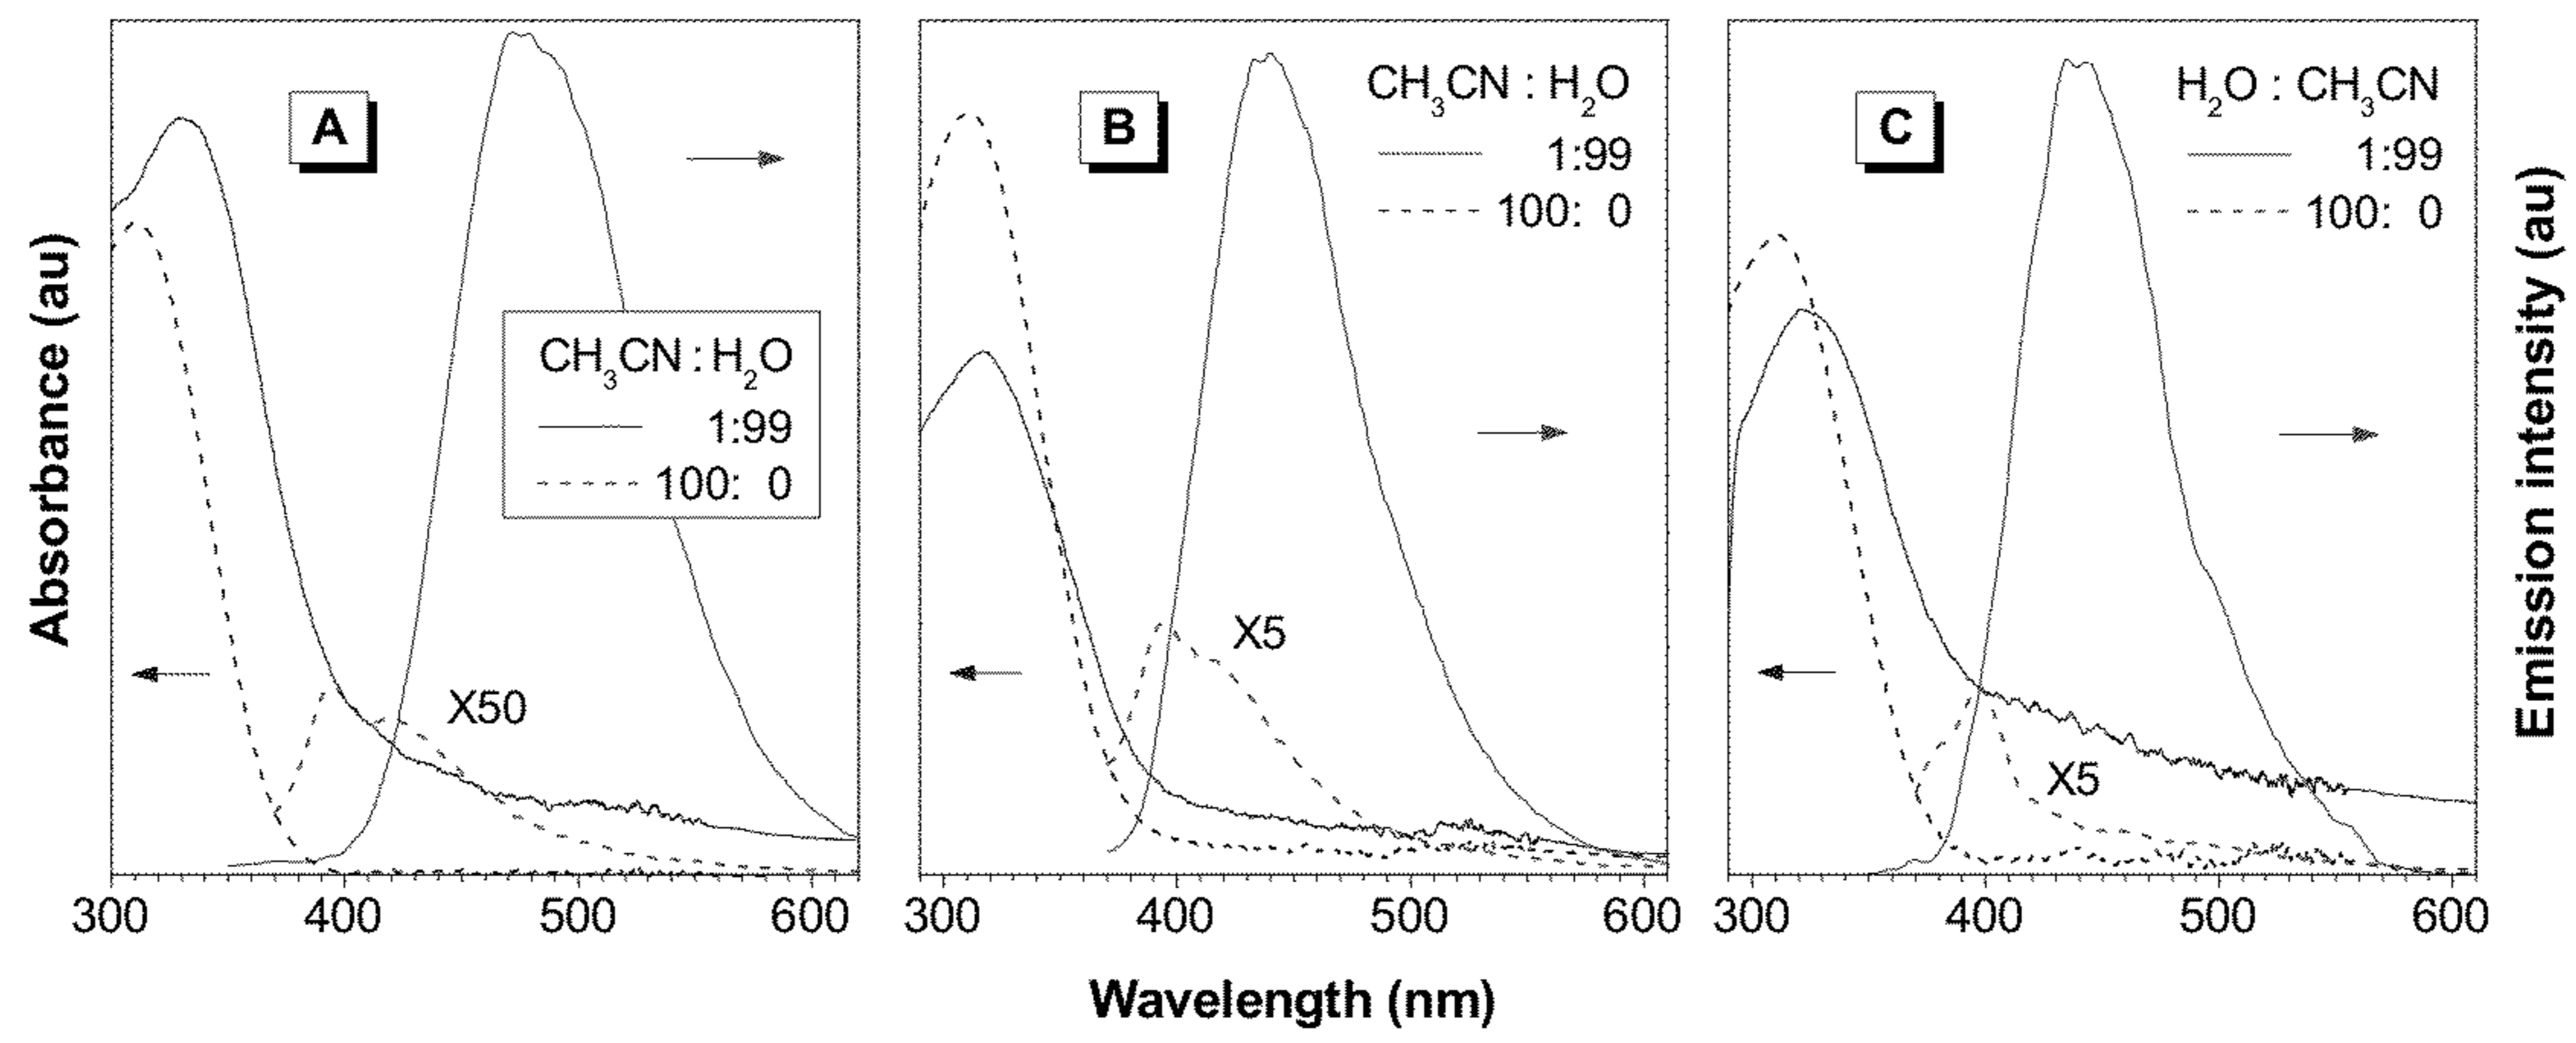 Absorbance (au)
A
CH3CN : H2O
1:99
100: 0
X50
300 400 500 600
B
CH3CN : H2O
1:99
100: 0
X5
300 400 500 600
C
H2O : CH3CN
1:99
100: 0
X5
300 400 500 600
Emission intensity (au)
Wavelength (nm)